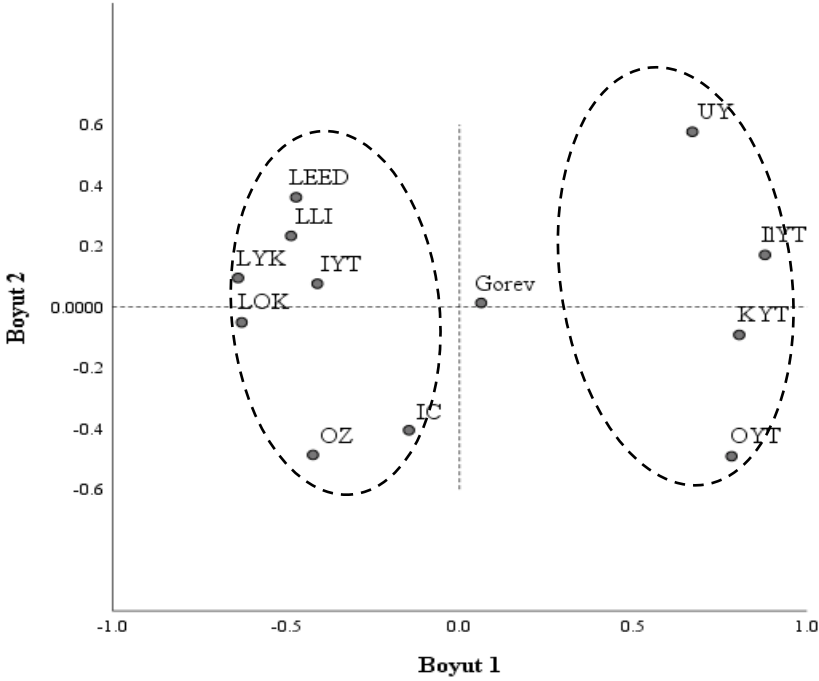 UY
0.6
LEED
0.4
LLI
0.2
LYK
IYT
IIYT
Gorev
LOK
0.0000
KYT
-0.2
IC
-0.4
OZ
OYT
-0.6
Boyut 2
-1.0 -0.5 0.0 0.5 1.0
Boyut 1